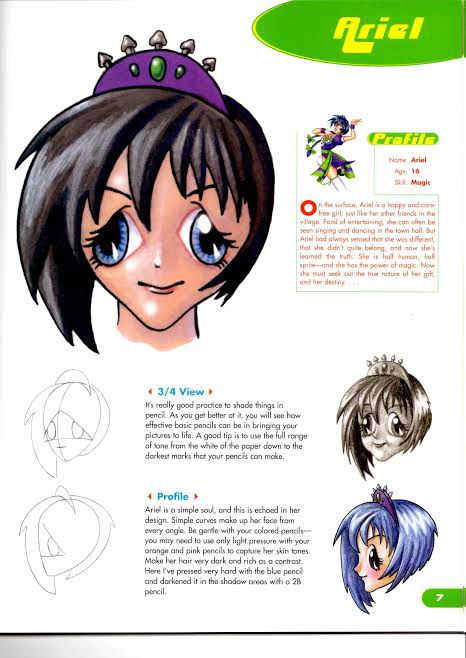 Ariel
Profile
Name: Ariel
Age: 16
Skill: Magic
On the surface, Ariel is a happy and care-
free girl, just like her other friends in the
village. Fond of entertaining, she can often be
seen singing and dancing in the town hall. But
Ariel had always sensed that she was different,
that she didn't quite belong, and now she's
learned the truth. She is half human, half
sprite—and she has the power of magic. Now
she must seek out the true nature of her gift,
and her destiny. . . .
3/4 View
It's really good practice to shade things in
pencil. As you get better at it, you will see how
effective basic pencils can be in bringing your
pictures to life. A good tip is to use the full range
of tone from the white of the paper down to the
darkest marks that your pencils can make.
Profile
Ariel is a simple soul, and this is echoed in her
design. Simple curves make up her face from
every angle. Be gentle with your colored pencils—
you may need to use only light pressure with your
orange and pink pencils to capture her skin tones.
Make her hair very dark and rich as a contrast.
Here I've pressed very hard with the blue pencil
and darkened it in the shadow areas with a 2B
pencil.
7